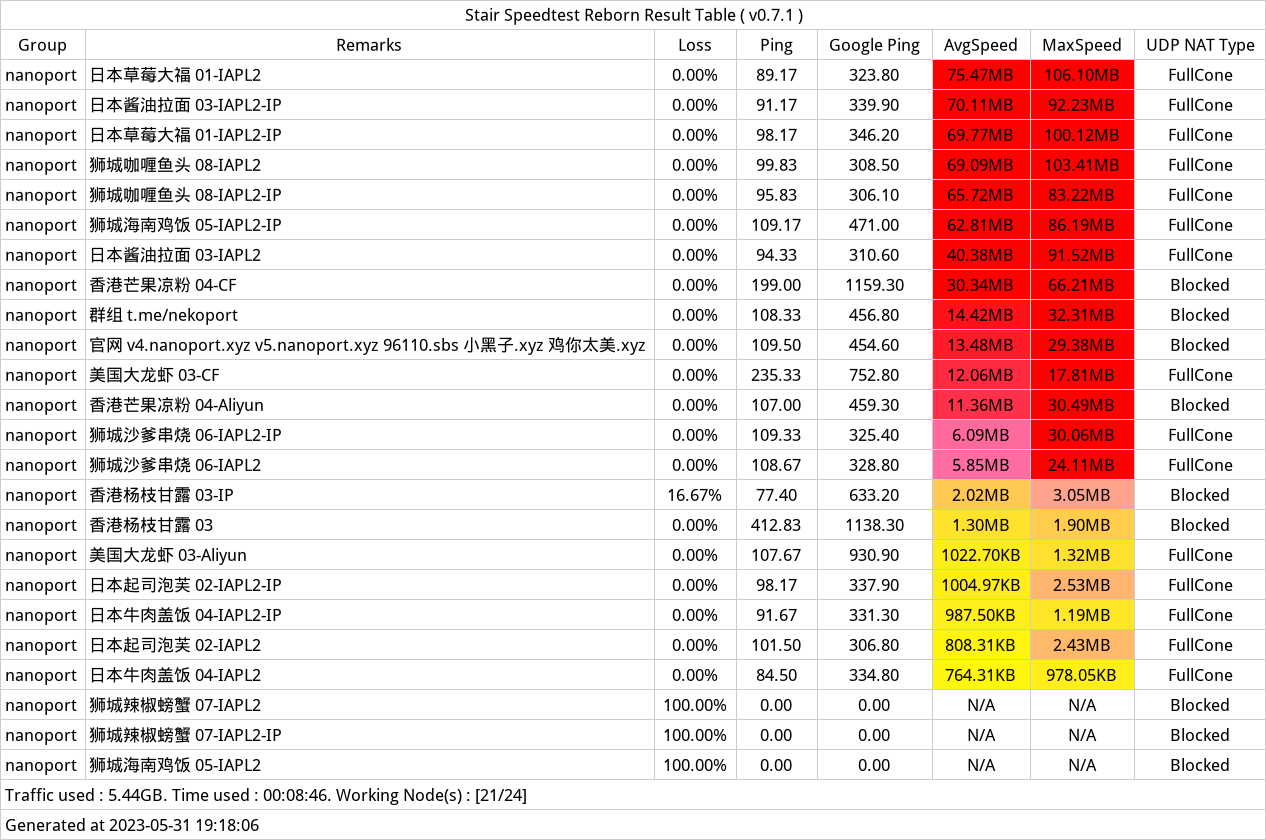 Stair Speedtest Reborn Result Table ( v0.7.1 )
Group Remarks Loss Ping Google Ping AvgSpeed MaxSpeed UDP NAT Type
nanoport 日本草莓大福 01-IAPL2 0.00% 89.17 323.80 75.47MB 106.10MB FullCone
nanoport 日本酱油拉面 03-IAPL2-IP 0.00% 91.17 339.90 70.11MB 92.23MB FullCone
nanoport 日本草莓大福 01-IAPL2-IP 0.00% 98.17 346.20 69.77MB 100.12MB FullCone
nanoport 狮城咖喱鱼头 08-IAPL2 0.00% 99.83 308.50 69.09MB 103.41MB FullCone
nanoport 狮城咖喱鱼头 08-IAPL2-IP 0.00% 95.83 306.10 65.72MB 83.22MB FullCone
nanoport 狮城海南鸡饭 05-IAPL2-IP 0.00% 109.17 471.00 62.81MB 86.19MB FullCone
nanoport 日本酱油拉面 03-IAPL2 0.00% 94.33 310.60 40.38MB 91.52MB FullCone
nanoport 香港芒果凉粉 04-CF 0.00% 199.00 1159.30 30.34MB 66.21MB Blocked
nanoport 群组 t.me/nekoport 0.00% 108.33 456.80 14.42MB 32.31MB Blocked
nanoport 官网 v4.nanoport.xyz v5.nanoport.xyz 96110.sbs 小黑子.xyz 鸡你太美.xyz 0.00% 109.50 454.60 13.48MB 29.38MB Blocked
nanoport 美国大龙虾 03-CF 0.00% 235.33 752.80 12.06MB 17.81MB FullCone
nanoport 香港芒果凉粉 04-Aliyun 0.00% 107.00 459.30 11.36MB 30.49MB Blocked
nanoport 狮城沙爹串烧 06-IAPL2-IP 0.00% 109.33 325.40 6.09MB 30.06MB FullCone
nanoport 狮城沙爹串烧 06-IAPL2 0.00% 108.67 328.80 5.85MB 24.11MB FullCone
nanoport 香港杨枝甘露 03-IP 16.67% 77.40 633.20 2.02MB 3.05MB Blocked
nanoport 香港杨枝甘露 03 0.00% 412.83 1138.30 1.30MB 1.90MB Blocked
nanoport 美国大龙虾 03-Aliyun 0.00% 107.67 930.90 1022.70KB 1.32MB FullCone
nanoport 日本起司泡芙 02-IAPL2-IP 0.00% 98.17 337.90 1004.97KB 2.53MB FullCone
nanoport 日本牛肉盖饭 04-IAPL2-IP 0.00% 91.67 331.30 987.50KB 1.19MB FullCone
nanoport 日本起司泡芙 02-IAPL2 0.00% 101.50 306.80 808.31KB 2.43MB FullCone
nanoport 日本牛肉盖饭 04-IAPL2 0.00% 84.50 334.80 764.31KB 978.05KB FullCone
nanoport 狮城辣椒螃蟹 07-IAPL2 100.00% 0.00 0.00 N/A N/A Blocked
nanoport 狮城辣椒螃蟹 07-IAPL2-IP 100.00% 0.00 0.00 N/A N/A Blocked
nanoport 狮城海南鸡饭 05-IAPL2 100.00% 0.00 0.00 N/A N/A Blocked
Traffic used : 5.44GB. Time used : 00:08:46. Working Node(s) : [21/24]
Generated at 2023-05-31 19:18:06